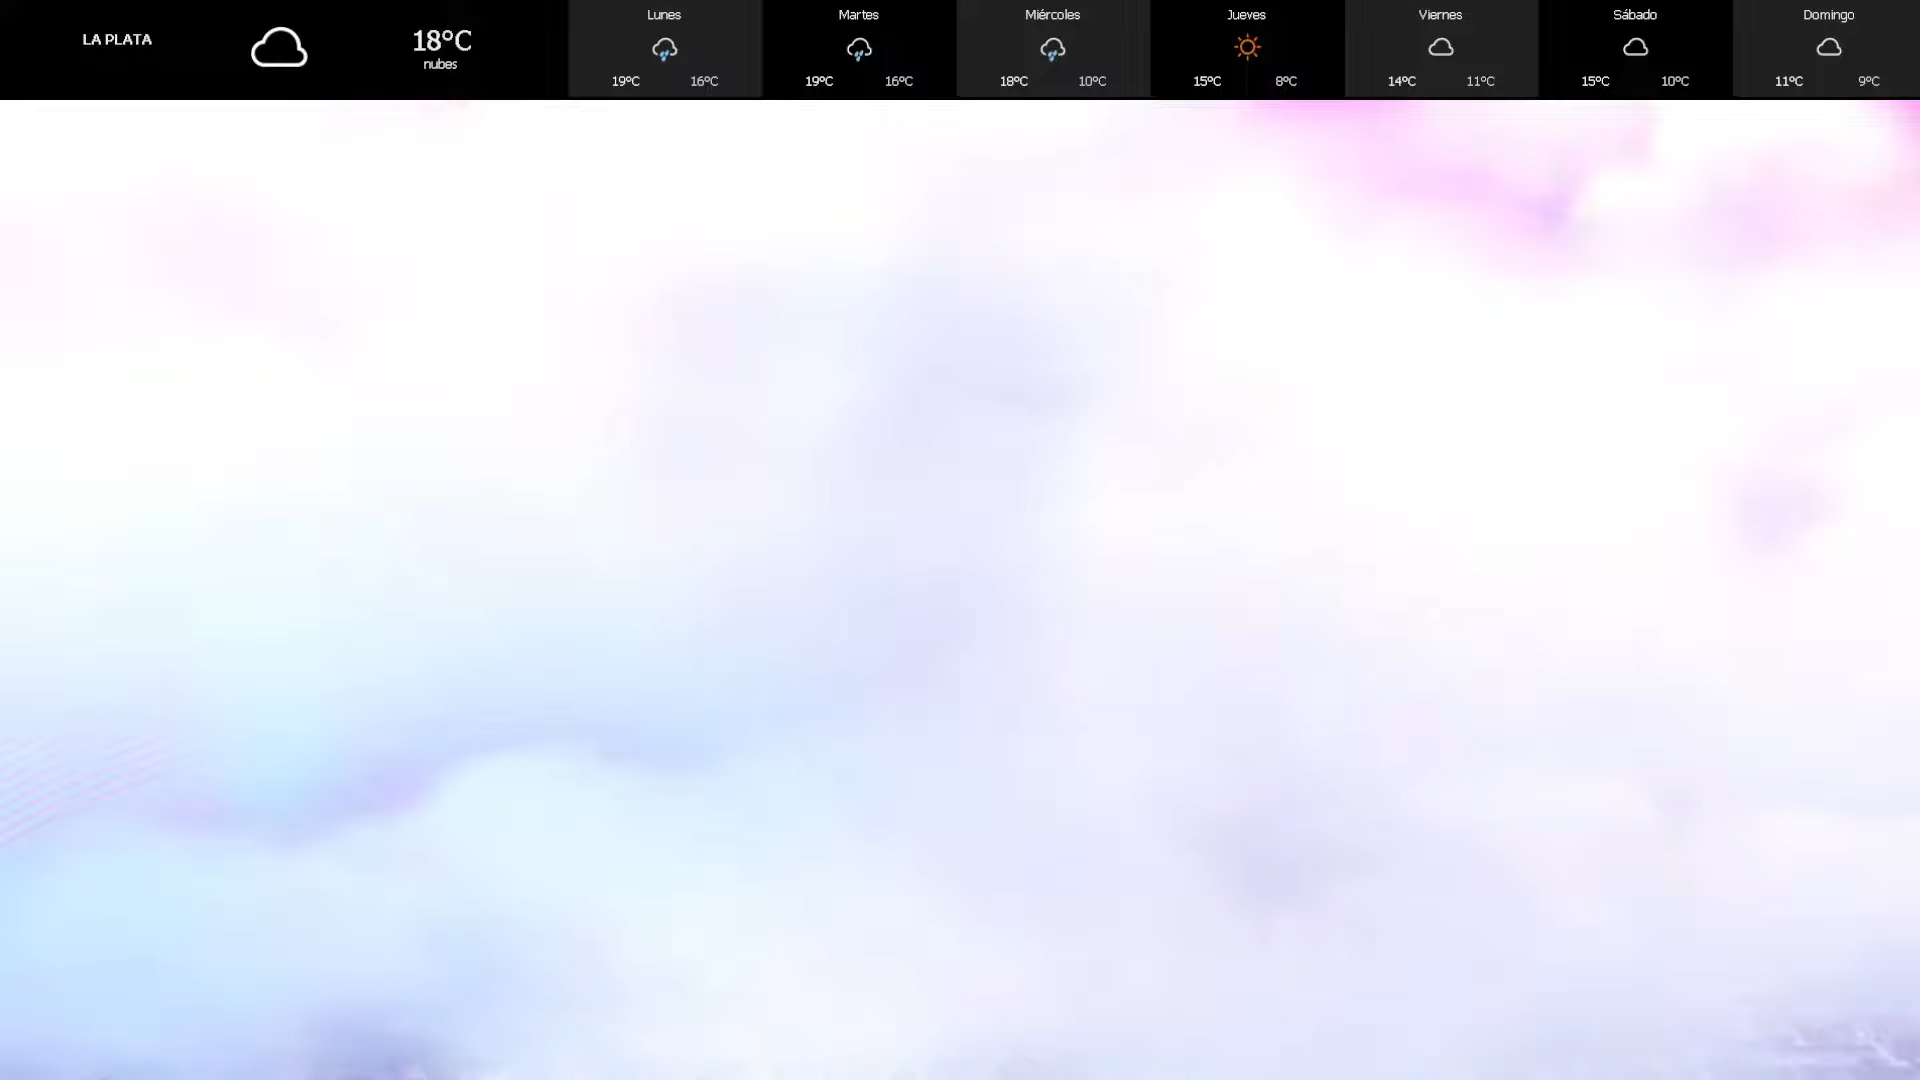 LA PLATA
18°C
nubes
Lunes
19°C 16°C
Martes
19°C 16°C
Miércoles
18°C 10°C
Jueves
15°C 8°C
Viernes
14°C 11°C
Sábado
15°C 10°C
Domingo
11°C 9°C